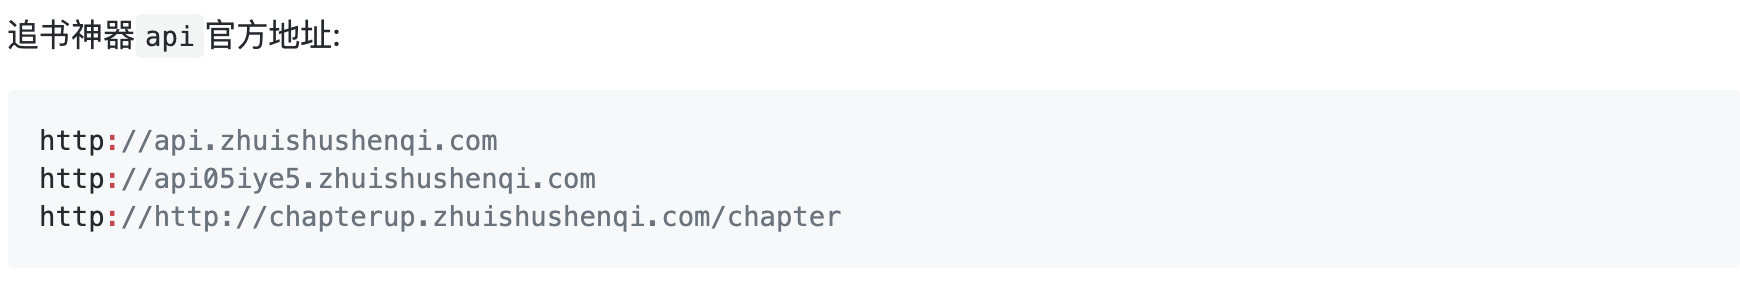 追书神器 api 官方地址:
http://api.zhuishushenqi.com
http://api05iye5.zhuishushenqi.com
http://http://chapterup.zhuishushenqi.com/chapter